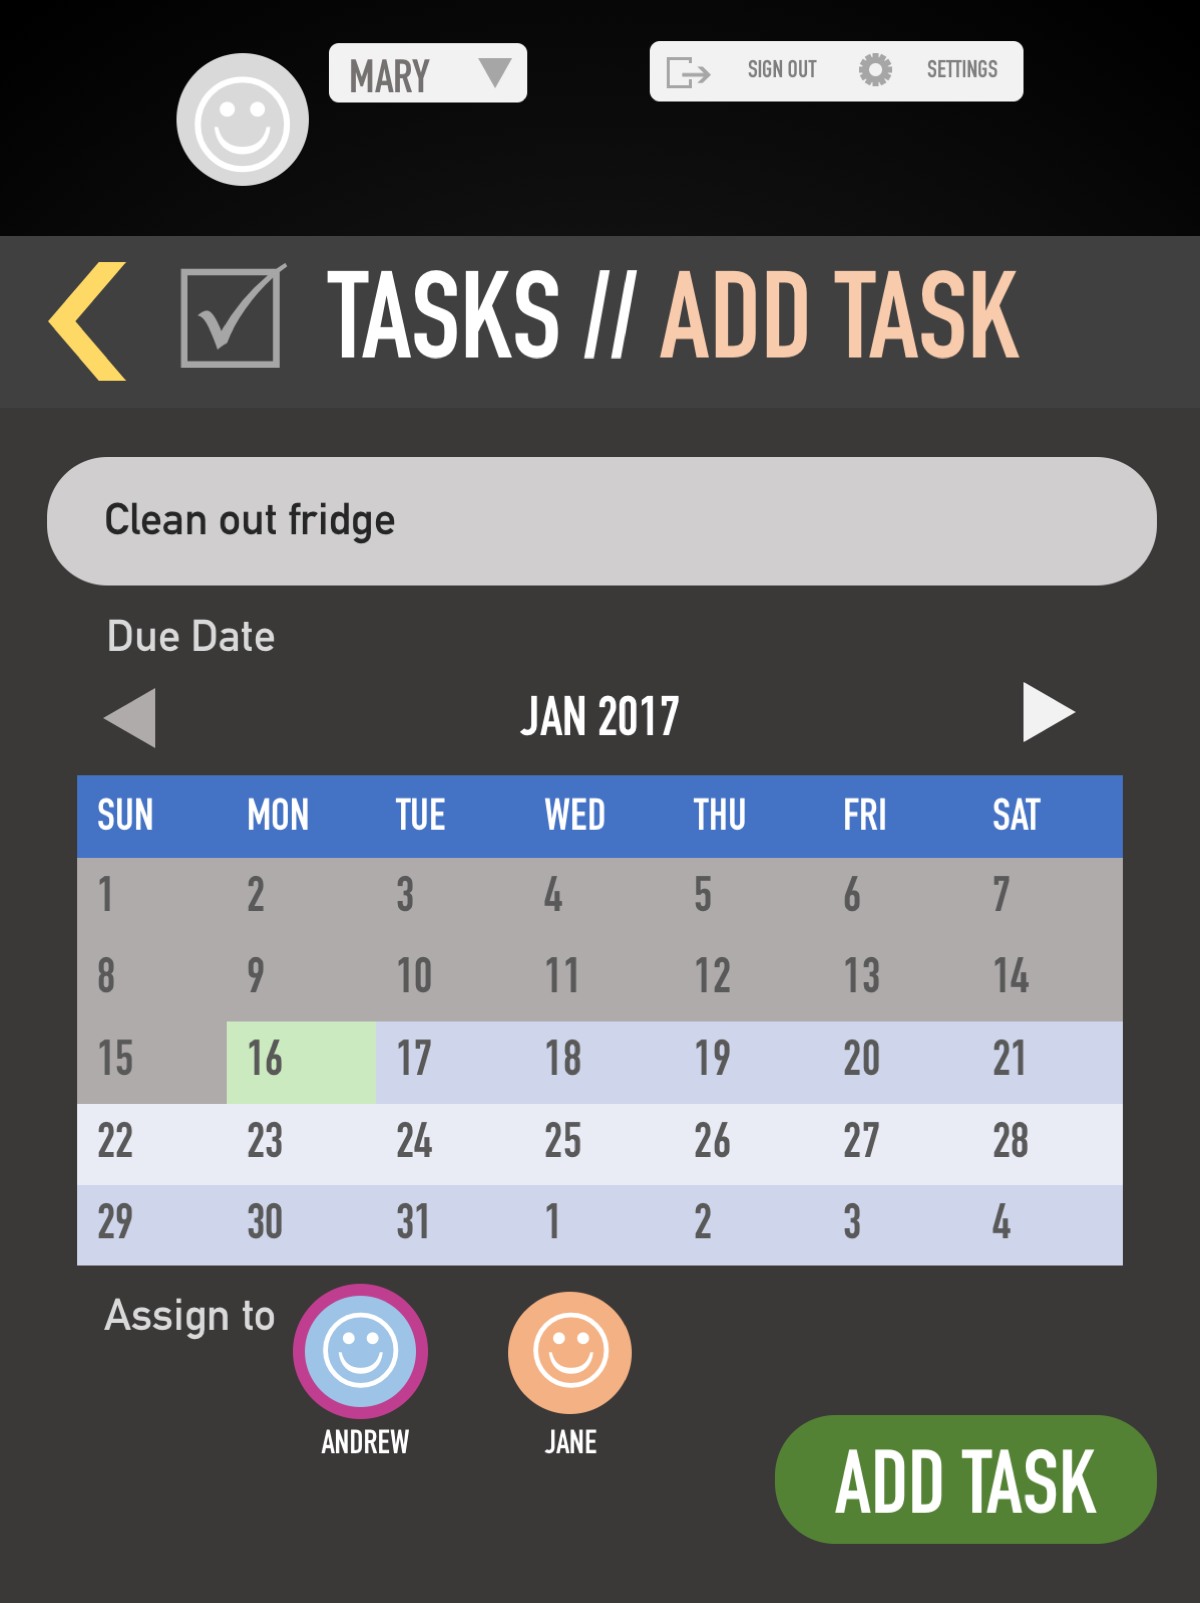 MARY
SIGN OUT SETTINGS
TASKS // ADD TASK
Clean out fridge
Due Date
JAN 2017
SUN MON TUE WED THU FRI SAT
1 2 3 4 5 6 7
8 9 10 11 12 13 14
15 16 17 18 19 20 21
22 23 24 25 26 27 28
29 30 31 1 2 3 4
Assign to
ANDREW JANE
ADD TASK